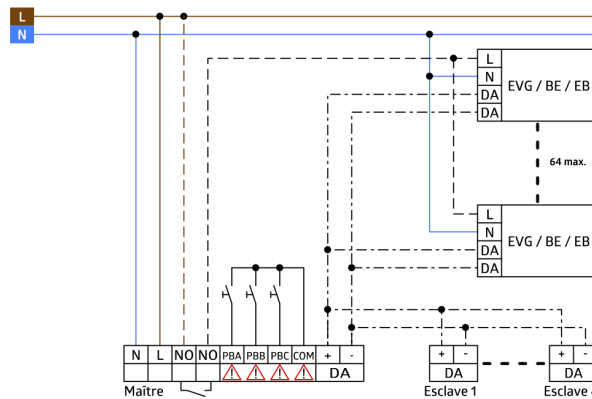 L
N
L
N EVG / BE / EB
DA
DA
64 max.
L
N EVG / BE / EB
DA
DA
N L NO NO PBA PBB PBC COM + -
DA
+ -
DA
+ -
DA
Maître
Esclave 1
Esclave